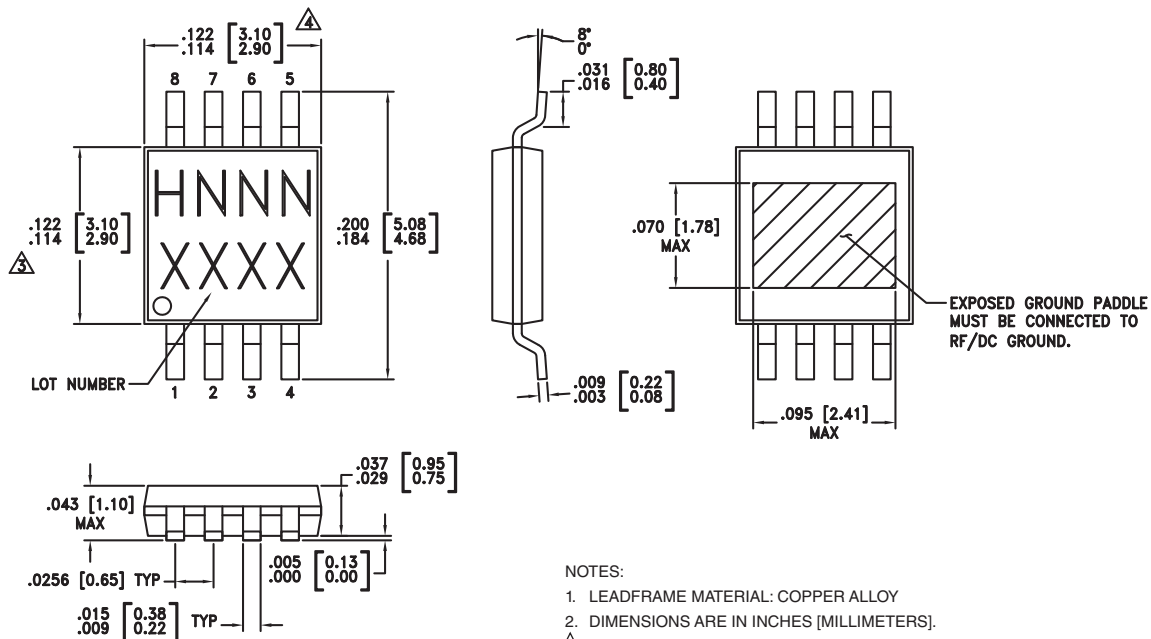 .122 [3.10]
.114 [2.90]
4
8 7 6 5
HNNN
XXXX
.122 [3.10]
.114 [2.90]
3
.200 [5.08]
.184 [4.68]
LOT NUMBER
1 2 3 4
8°
0°
.031 [0.80]
.016 [0.40]
.009 [0.22]
.003 [0.08]
.070 [1.78]
MAX
EXPOSED GROUND PADDLE
MUST BE CONNECTED TO
RF/DC GROUND.
.095 [2.41]
MAX
.037 [0.95]
.029 [0.75]
.043 [1.10]
MAX
.0256 [0.65] TYP
.005 [0.13]
.000 [0.00]
.015 [0.38]
.009 [0.22]
TYP
NOTES:
1. LEADFRAME MATERIAL: COPPER ALLOY
2. DIMENSIONS ARE IN INCHES [MILLIMETERS].